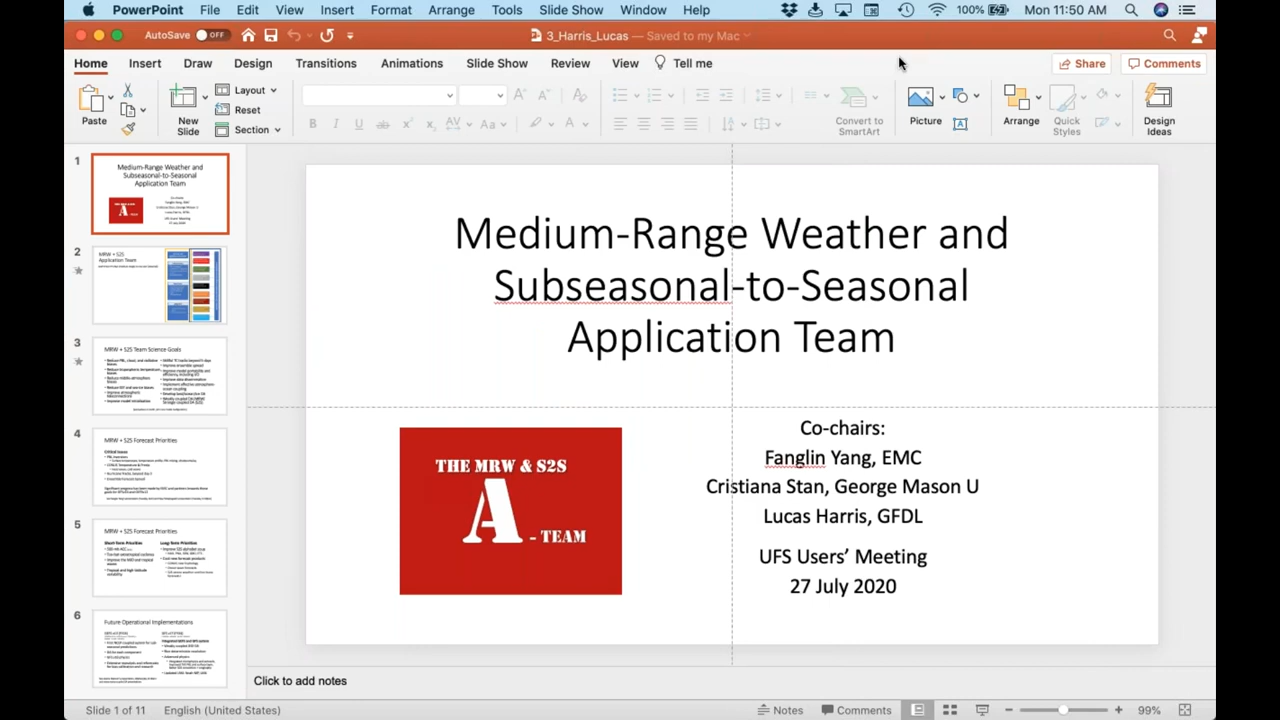 PowerPoint File Edit View Insert Format Arrange Tools Slide Show Window Help 100% Mon 11:50 AM
AutoSave OFF 3_Harris_Lucas — Saved to my Mac
Home Insert Draw Design Transitions Animations Slide Show Review View Tell me Share Comments
Paste New Slide Layout Reset Section Convert to SmartArt Picture Arrange Quick Styles Design Ideas
1
Medium-Range Weather and
Subseasonal-to-Seasonal
Application Team
2
MRW + S2S
Application Team
3
MRW + S2S Team Science Goals
4
MRW + S2S Forecast Priorities
5
MRW + S2S Forecast Priorities
Short-Term Priorities
Long-Term Priorities
6
Future Operational Implementations
Medium-Range Weather and
Subseasonal-to-Seasonal
Application Team
THE MRW & S2S
A
- TEAM
Co-chairs:
Fanglin Yang, EMC
Cristiana Stan, George Mason U
Lucas Harris, GFDL
UFS Users’ Meeting
27 July 2020
Click to add notes
Slide 1 of 11 English (United States) Notes Comments 99%